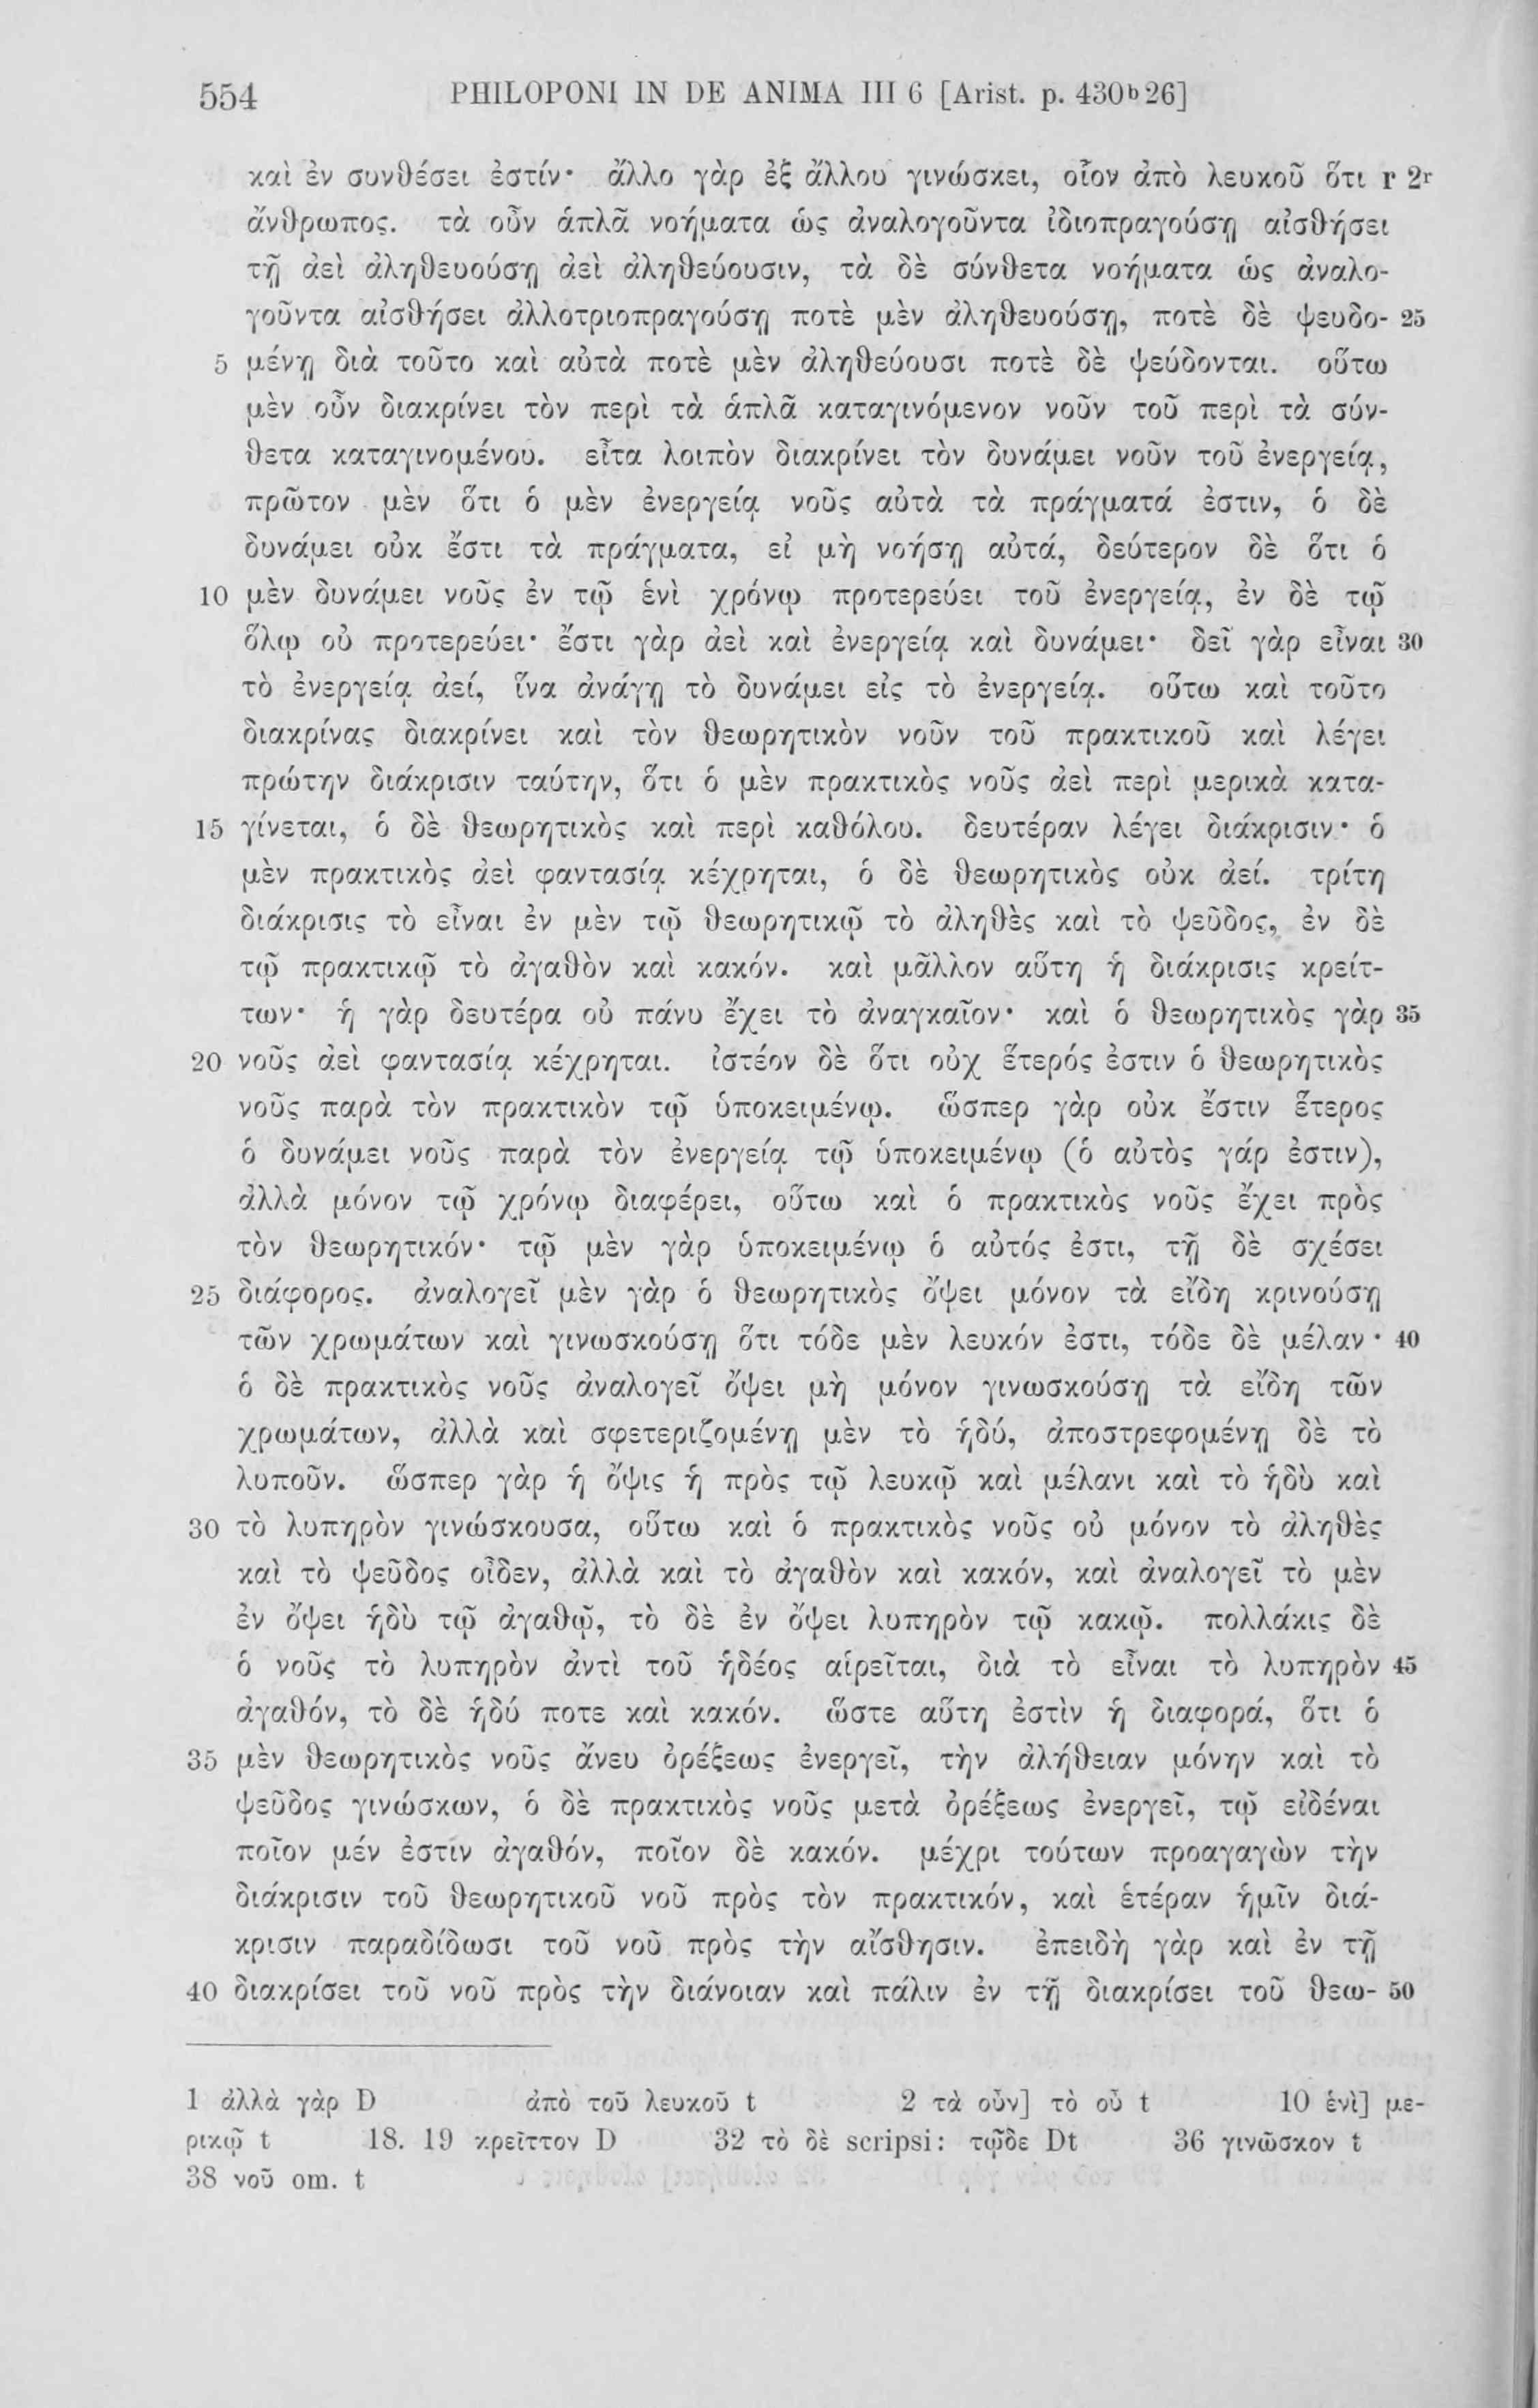 554 PHILOPONI IN DE ANIMA III 6 [Arist. p. 430ᵇ26]
καὶ ἐν συνθέσει ἐστίν· ἄλλο γὰρ ἐξ ἄλλου γινώσκει, οἷον ἀπὸ λευκοῦ ὅτι r 2r
ἄνθρωπος. τὰ οὖν ἁπλᾶ νοήματα ὡς ἀναλογοῦντα ἰδιοπραγούσῃ αἰσθήσει
τῇ ἀεὶ ἀληθευούσῃ ἀεὶ ἀληθεύουσιν, τὰ δὲ σύνθετα νοήματα ὡς ἀναλο-
γοῦντα αἰσθήσει ἀλλοτριοπραγούσῃ ποτὲ μὲν ἀληθευούσῃ, ποτὲ δὲ ψευδο- 25
5 μένῃ διὰ τοῦτο καὶ αὐτὰ ποτὲ μὲν ἀληθεύουσι ποτὲ δὲ ψεύδονται. οὕτω
μὲν οὖν διακρίνει τὸν περὶ τὰ ἁπλᾶ καταγινόμενον νοῦν τοῦ περὶ τὰ σύν-
θετα καταγινομένου. εἶτα λοιπὸν διακρίνει τὸν δυνάμει νοῦν τοῦ ἐνεργείᾳ,
πρῶτον μὲν ὅτι ὁ μὲν ἐνεργείᾳ νοῦς αὐτὰ τὰ πράγματά ἐστιν, ὁ δὲ
δυνάμει οὐκ ἔστι τὰ πράγματα, εἰ μὴ νοήσῃ αὐτά, δεύτερον δὲ ὅτι ὁ
10 μὲν δυνάμει νοῦς ἐν τῷ ἑνὶ χρόνῳ προτερεύει τοῦ ἐνεργείᾳ, ἐν δὲ τῷ
ὅλῳ οὐ προτερεύει· ἔστι γὰρ ἀεὶ καὶ ἐνεργείᾳ καὶ δυνάμει· δεῖ γὰρ εἶναι 30
τὸ ἐνεργείᾳ ἀεί, ἵνα ἀνάγῃ τὸ δυνάμει εἰς τὸ ἐνεργείᾳ. οὕτω καὶ τοῦτο
διακρίνας διακρίνει καὶ τὸν θεωρητικὸν νοῦν τοῦ πρακτικοῦ καὶ λέγει
πρώτην διάκρισιν ταύτην, ὅτι ὁ μὲν πρακτικὸς νοῦς ἀεὶ περὶ μερικὰ κατα-
15 γίνεται, ὁ δὲ θεωρητικὸς καὶ περὶ καθόλου. δευτέραν λέγει διάκρισιν· ὁ
μὲν πρακτικὸς ἀεὶ φαντασίᾳ κέχρηται, ὁ δὲ θεωρητικὸς οὐκ ἀεί. τρίτη
διάκρισις τὸ εἶναι ἐν μὲν τῷ θεωρητικῷ τὸ ἀληθὲς καὶ τὸ ψεῦδος, ἐν δὲ
τῷ πρακτικῷ τὸ ἀγαθὸν καὶ κακόν. καὶ μᾶλλον αὕτη ἡ διάκρισις κρείτ-
των· ἡ γὰρ δευτέρα οὐ πάνυ ἔχει τὸ ἀναγκαῖον· καὶ ὁ θεωρητικὸς γὰρ 35
20 νοῦς ἀεὶ φαντασίᾳ κέχρηται. ἰστέον δὲ ὅτι οὐχ ἕτερός ἐστιν ὁ θεωρητικὸς
νοῦς παρὰ τὸν πρακτικὸν τῷ ὑποκειμένῳ. ὥσπερ γὰρ οὐκ ἔστιν ἕτερος
ὁ δυνάμει νοῦς παρὰ τὸν ἐνεργείᾳ τῷ ὑποκειμένῳ (ὁ αὐτὸς γάρ ἐστιν),
ἀλλὰ μόνον τῷ χρόνῳ διαφέρει, οὕτω καὶ ὁ πρακτικὸς νοῦς ἔχει πρὸς
τὸν θεωρητικόν· τῷ μὲν γὰρ ὑποκειμένῳ ὁ αὐτός ἐστι, τῇ δὲ σχέσει
25 διάφορος. ἀναλογεῖ μὲν γὰρ ὁ θεωρητικὸς ὄψει μόνον τὰ εἴδη κρινούσῃ
τῶν χρωμάτων καὶ γινωσκούσῃ ὅτι τόδε μὲν λευκόν ἐστι, τόδε δὲ μέλαν· 40
ὁ δὲ πρακτικὸς νοῦς ἀναλογεῖ ὄψει μὴ μόνον γινωσκούσῃ τὰ εἴδη τῶν
χρωμάτων, ἀλλὰ καὶ σφετεριζομένῃ μὲν τὸ ἡδύ, ἀποστρεφομένῃ δὲ τὸ
λυποῦν. ὥσπερ γὰρ ἡ ὄψις ἡ πρὸς τῷ λευκῷ καὶ μέλανι καὶ τὸ ἡδὺ καὶ
30 τὸ λυπηρὸν γινώσκουσα, οὕτω καὶ ὁ πρακτικὸς νοῦς οὐ μόνον τὸ ἀληθὲς
καὶ τὸ ψεῦδος οἶδεν, ἀλλὰ καὶ τὸ ἀγαθὸν καὶ κακόν, καὶ ἀναλογεῖ τὸ μὲν
ἐν ὄψει ἡδὺ τῷ ἀγαθῷ, τὸ δὲ ἐν ὄψει λυπηρὸν τῷ κακῷ. πολλάκις δὲ
ὁ νοῦς τὸ λυπηρὸν ἀντὶ τοῦ ἡδέος αἱρεῖται, διὰ τὸ εἶναι τὸ λυπηρὸν 45
ἀγαθόν, τὸ δὲ ἡδύ ποτε καὶ κακόν. ὥστε αὕτη ἐστὶν ἡ διαφορά, ὅτι ὁ
35 μὲν θεωρητικὸς νοῦς ἄνευ ὀρέξεως ἐνεργεῖ, τὴν ἀλήθειαν μόνην καὶ τὸ
ψεῦδος γινώσκων, ὁ δὲ πρακτικὸς νοῦς μετὰ ὀρέξεως ἐνεργεῖ, τῷ εἰδέναι
ποῖον μέν ἐστιν ἀγαθόν, ποῖον δὲ κακόν. μέχρι τούτων προαγαγὼν τὴν
διάκρισιν τοῦ θεωρητικοῦ νοῦ πρὸς τὸν πρακτικόν, καὶ ἑτέραν ἡμῖν διά-
κρισιν παραδίδωσι τοῦ νοῦ πρὸς τὴν αἴσθησιν. ἐπειδὴ γὰρ καὶ ἐν τῇ
40 διακρίσει τοῦ νοῦ πρὸς τὴν διάνοιαν καὶ πάλιν ἐν τῇ διακρίσει τοῦ θεω- 50
1 ἀλλὰ γὰρ D ἀπὸ τοῦ λευκοῦ t 2 τὰ οὖν] τὸ οὖ t 10 ἑνὶ] με-
ρικῷ t 18. 19 κρεῖττον D 32 τὸ δὲ scripsi: τῷδε Dt 36 γινῶσκον t
38 νοῦ om. t